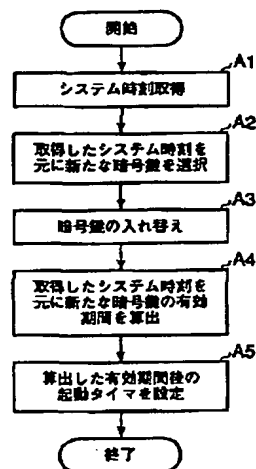 開始
A1
システム時刻取得
A2
取得したシステム時刻を
元に新たな暗号鍵を選択
A3
暗号鍵の入れ替え
A4
取得したシステム時刻を
元に新たな暗号鍵の有効
期間を算出
A5
算出した有効期間後の
起動タイマを設定
終了